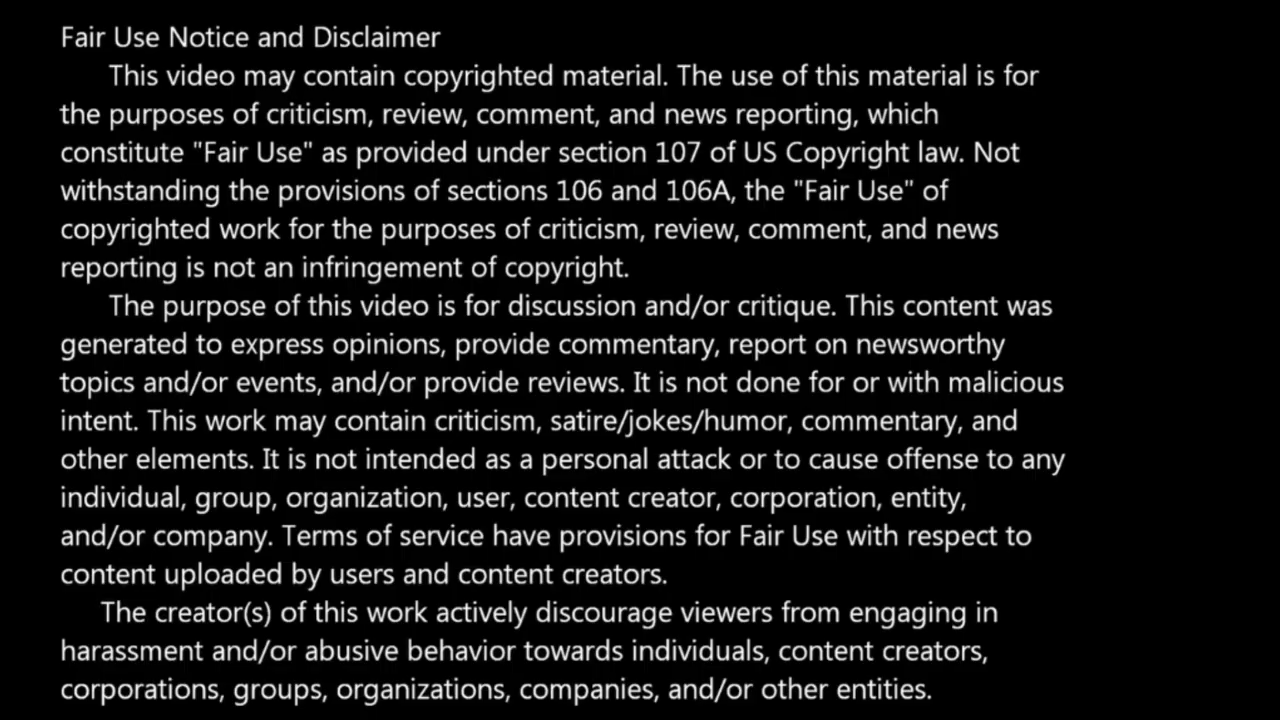 Fair Use Notice and Disclaimer
This video may contain copyrighted material. The use of this material is for
the purposes of criticism, review, comment, and news reporting, which
constitute "Fair Use" as provided under section 107 of US Copyright law. Not
withstanding the provisions of sections 106 and 106A, the "Fair Use" of
copyrighted work for the purposes of criticism, review, comment, and news
reporting is not an infringement of copyright.
The purpose of this video is for discussion and/or critique. This content was
generated to express opinions, provide commentary, report on newsworthy
topics and/or events, and/or provide reviews. It is not done for or with malicious
intent. This work may contain criticism, satire/jokes/humor, commentary, and
other elements. It is not intended as a personal attack or to cause offense to any
individual, group, organization, user, content creator, corporation, entity,
and/or company. Terms of service have provisions for Fair Use with respect to
content uploaded by users and content creators.
The creator(s) of this work actively discourage viewers from engaging in
harassment and/or abusive behavior towards individuals, content creators,
corporations, groups, organizations, companies, and/or other entities.